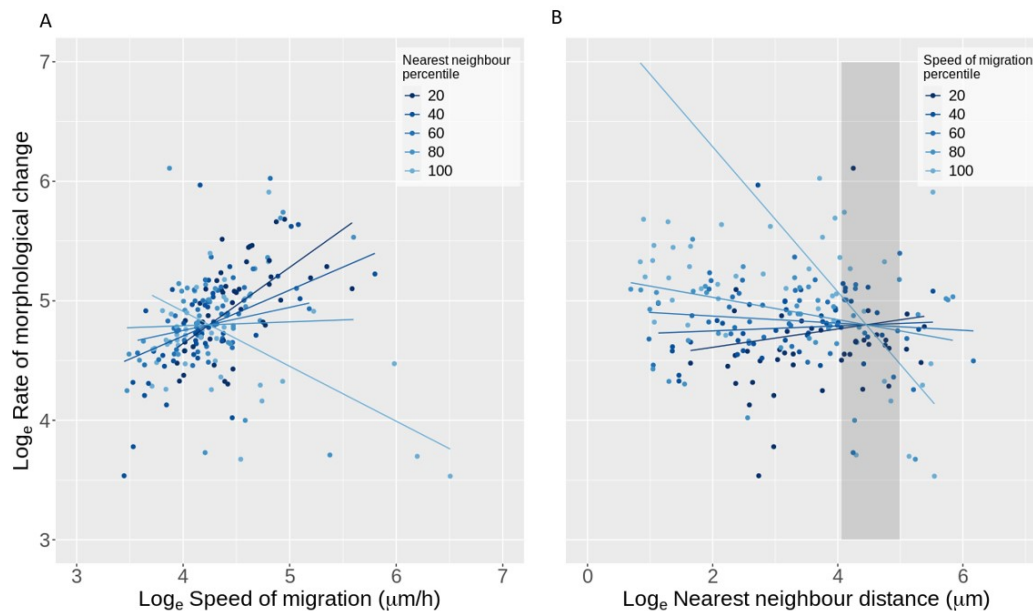 A
B
Nearest neighbour
percentile
20
40
60
80
100
Speed of migration
percentile
20
40
60
80
100
Logₑ Rate of morphological change
7
6
5
4
3
3 4 5 6 7
0 2 4 6
Logₑ Speed of migration (μm/h)
Logₑ Nearest neighbour distance (μm)